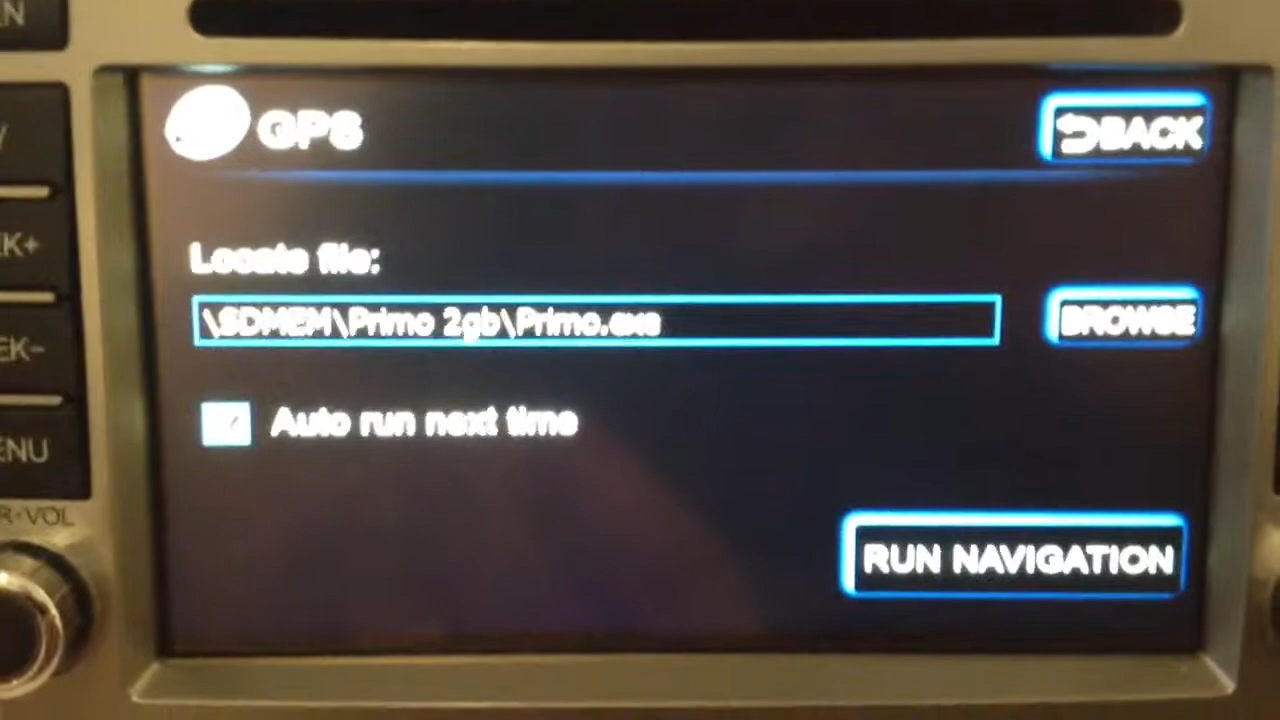 GPS
BACK
Locate file:
\SDMEM\Primo 2gb\Primo.exe
BROWSE
Auto run next time
RUN NAVIGATION
EK+
EK-
ENU
R-VOL